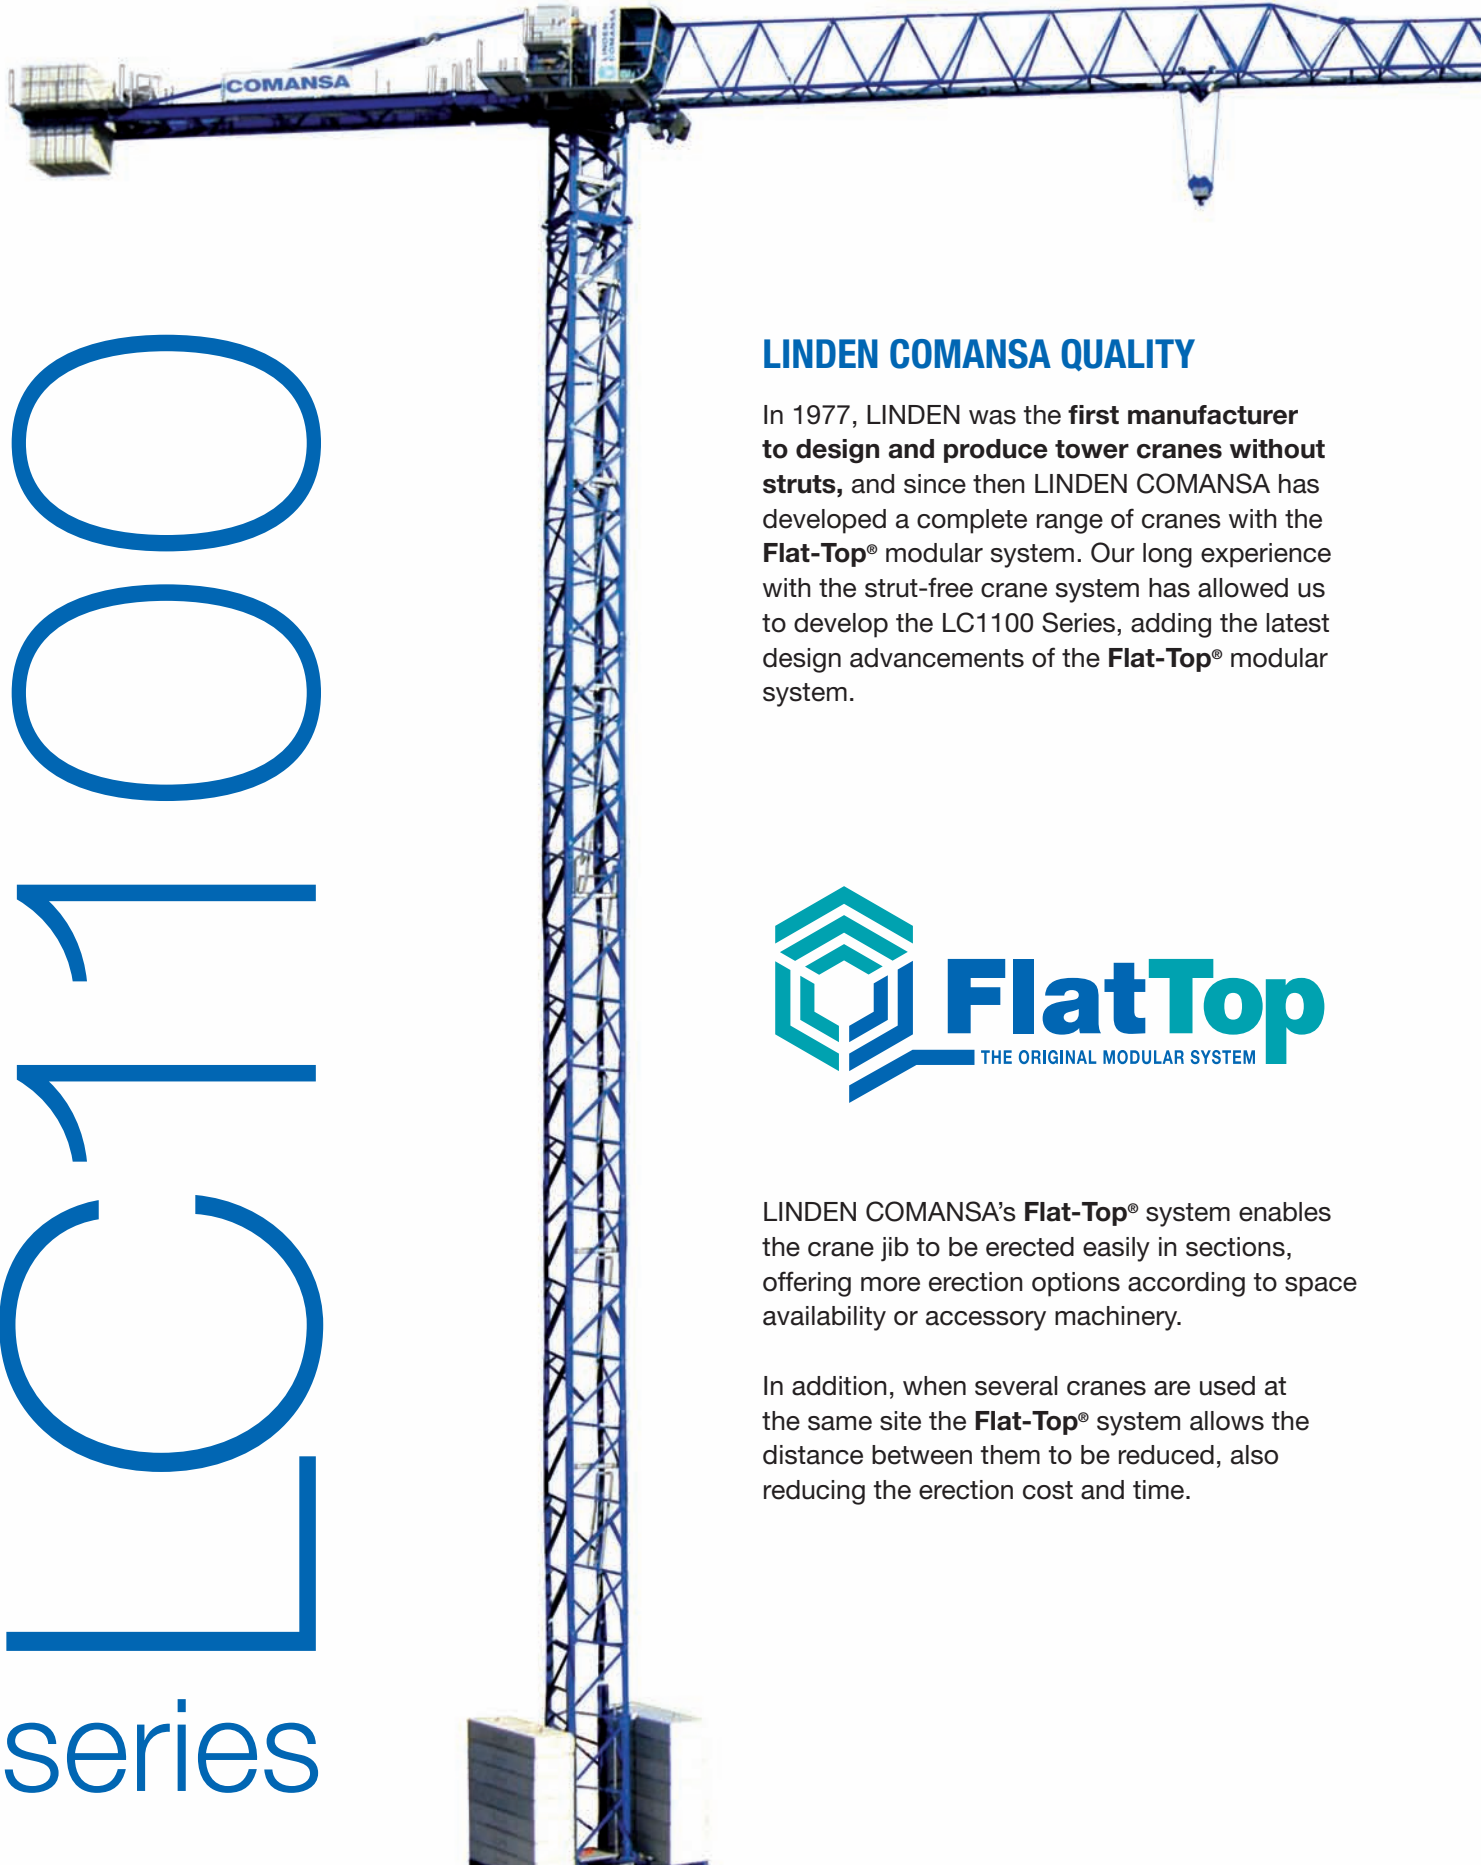 COMANSA
LINDEN
COMANSA
LC1100
series
LINDEN COMANSA QUALITY
In 1977, LINDEN was the first manufacturer
to design and produce tower cranes without
struts, and since then LINDEN COMANSA has
developed a complete range of cranes with the
Flat-Top® modular system. Our long experience
with the strut-free crane system has allowed us
to develop the LC1100 Series, adding the latest
design advancements of the Flat-Top® modular
system.
FlatTop
THE ORIGINAL MODULAR SYSTEM
LINDEN COMANSA's Flat-Top® system enables
the crane jib to be erected easily in sections,
offering more erection options according to space
availability or accessory machinery.
In addition, when several cranes are used at
the same site the Flat-Top® system allows the
distance between them to be reduced, also
reducing the erection cost and time.